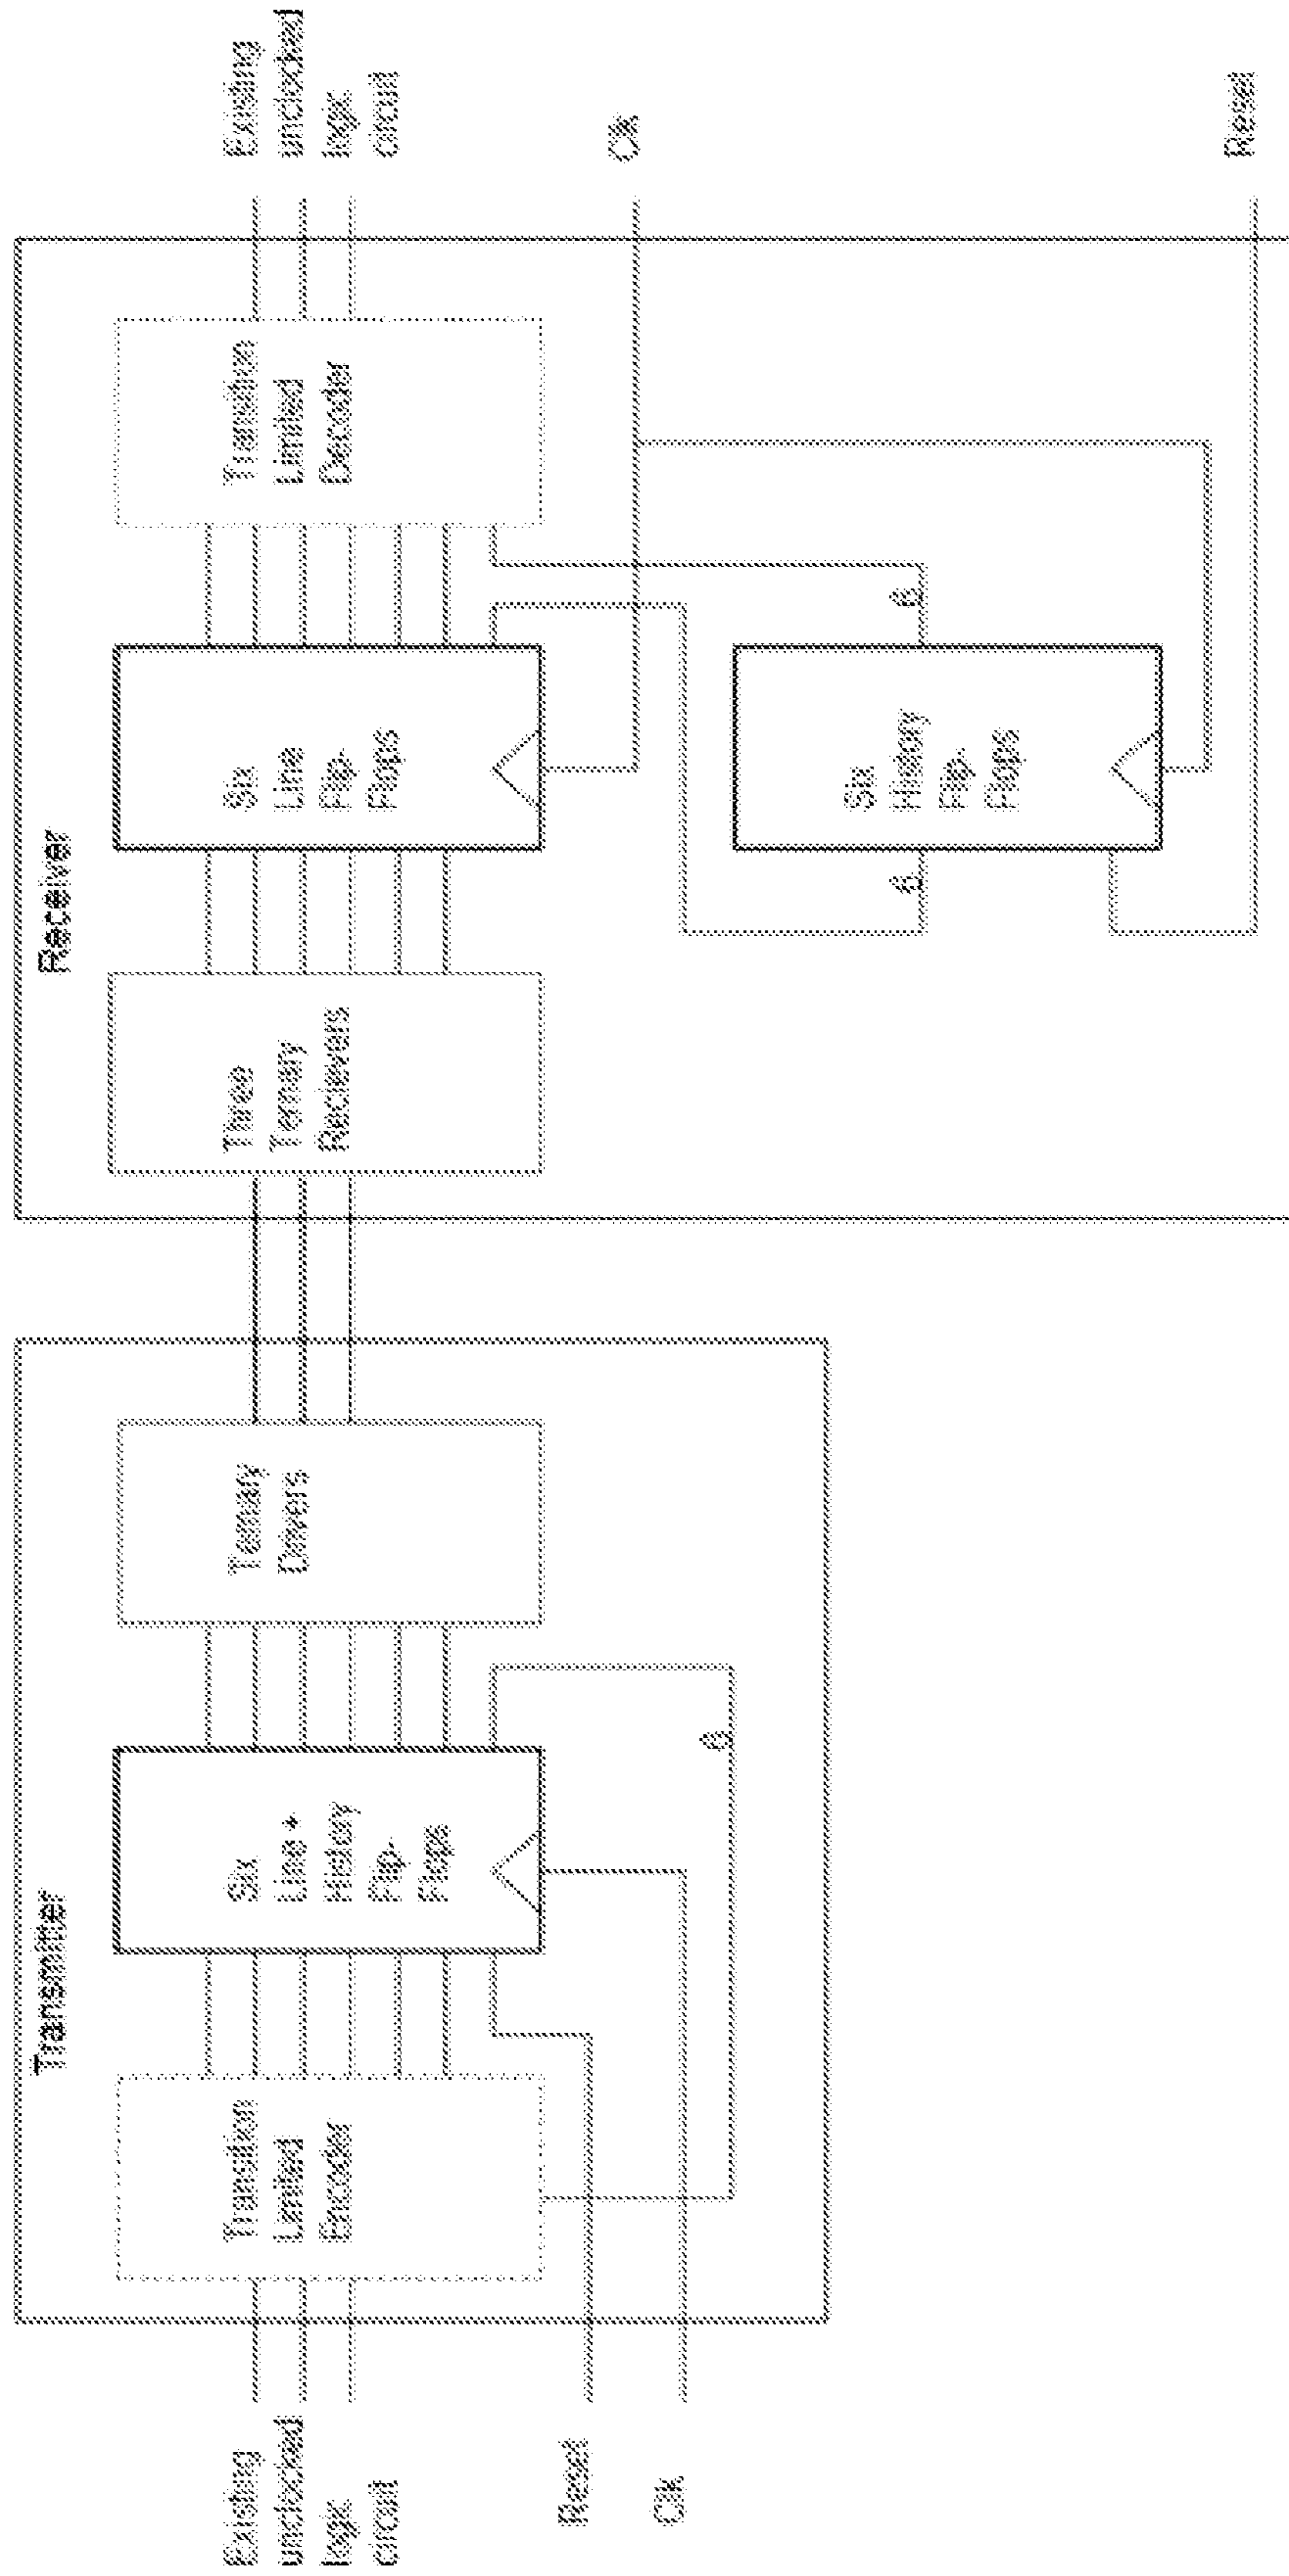 Transmitter
Existing
unclocked
logic
circuit
Reset
Clk
Transition
Limited
Encoder
Six
Line +
History
Flip-
Flops
6
Ternary
Drivers
Receiver
Three
Ternary
Recievers
Six
Line
Flip-
Flops
6
Six
History
Flip-
Flops
6
Transition
Limited
Decoder
Existing
unclocked
logic
circuit
Clk
Reset